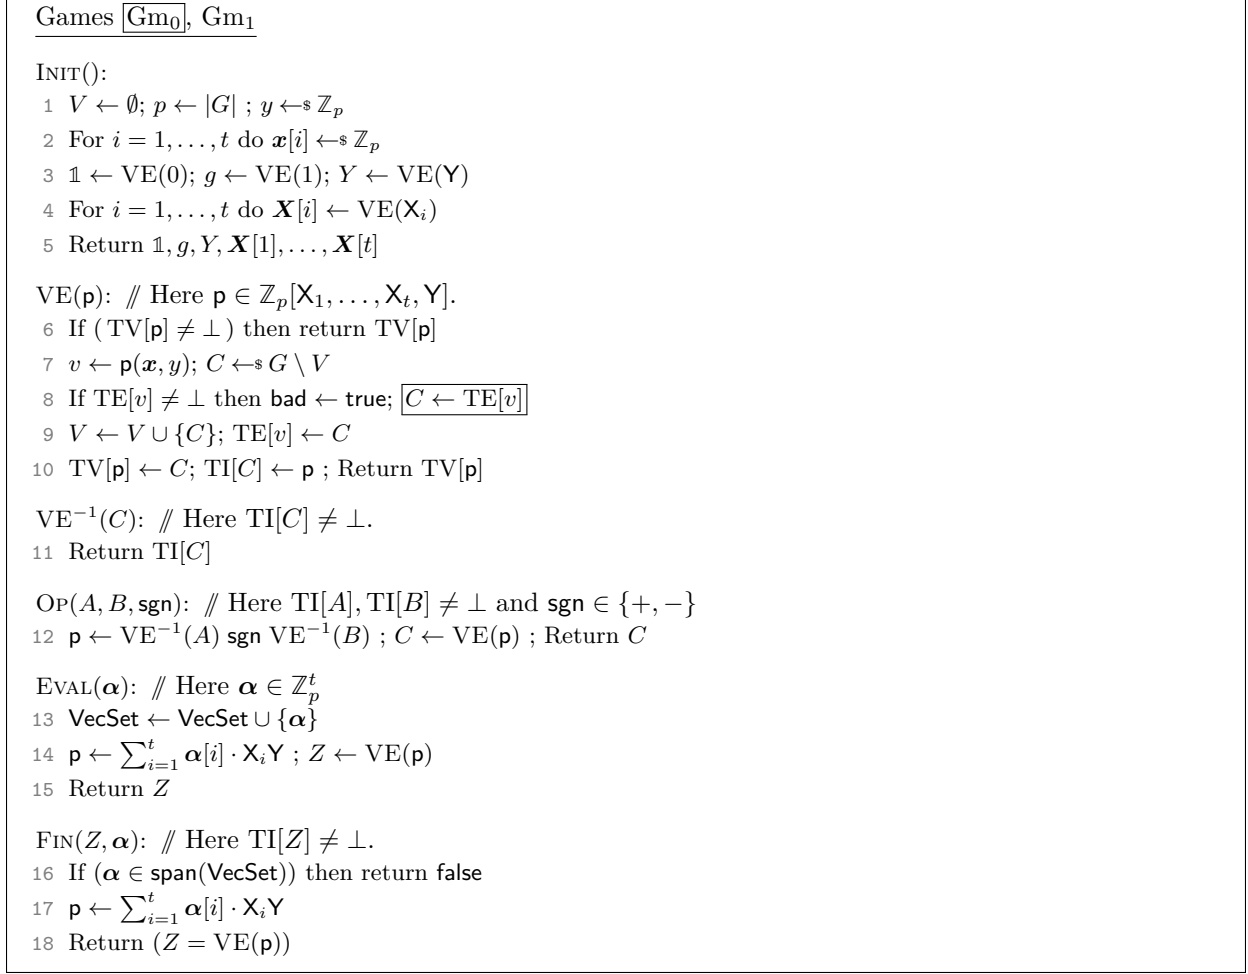 Games Gm₀, Gm₁
INIT():
1 V ← ∅; p ← |G| ; y ←$ ℤₚ
2 For i = 1, . . . , t do 𝒙[i] ←$ ℤₚ
3 𝟙 ← VE(0); g ← VE(1); Y ← VE(Y)
4 For i = 1, . . . , t do 𝑿[i] ← VE(Xᵢ)
5 Return 𝟙, g, Y, 𝑿[1], . . . , 𝑿[t]
VE(p): // Here p ∈ ℤₚ[X₁, . . . , Xₜ, Y].
6 If ( TV[p] ≠ ⊥ ) then return TV[p]
7 v ← p(𝒙, y); C ←$ G \ V
8 If TE[v] ≠ ⊥ then bad ← true; C ← TE[v]
9 V ← V ∪ {C}; TE[v] ← C
10 TV[p] ← C; TI[C] ← p ; Return TV[p]
VE⁻¹(C): // Here TI[C] ≠ ⊥.
11 Return TI[C]
OP(A, B, sgn): // Here TI[A], TI[B] ≠ ⊥ and sgn ∈ {+, −}
12 p ← VE⁻¹(A) sgn VE⁻¹(B) ; C ← VE(p) ; Return C
EVAL(𝜶): // Here 𝜶 ∈ ℤₚᵗ
13 VecSet ← VecSet ∪ {𝜶}
14 p ← ∑ᵢ₌₁ᵗ 𝜶[i] · XᵢY ; Z ← VE(p)
15 Return Z
FIN(Z, 𝜶): // Here TI[Z] ≠ ⊥.
16 If (𝜶 ∈ span(VecSet)) then return false
17 p ← ∑ᵢ₌₁ᵗ 𝜶[i] · XᵢY
18 Return (Z = VE(p))